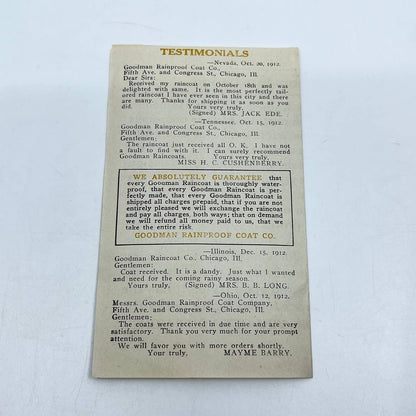 TESTIMONIALS
—Nevada, Oct. 20, 1912.
Goodman Rainproof Coat Co.,
Fifth Ave. and Congress St., Chicago, Ill.
Dear Sirs:
Received my raincoat on October 18th and was
delighted with same. It is the most perfectly tail-
ored raincoat I have ever seen in this city and there
are many. Thanks for shipping it as soon as you
did. Yours very truly,
(Signed) MRS. JACK EDE.
—Tennessee, Oct. 15, 1912.
Goodman Raincoat Co.,
Fifth Ave. and Congress St., Chicago, Ill.
Gentlemen:
The raincoat just received all O. K. I have not
a fault to find with it. I can surely recommend
Goodman Raincoats. Yours very truly,
MISS H. C. CUSHENBERRY.
WE ABSOLUTELY GUARANTEE that
every Goodman Raincoat is thoroughly water-
proof, that every Goodman Raincoat is per-
fectly made, that every Goodman Raincoat is
shipped all charges prepaid, that if you are not
entirely pleased we will exchange the raincoat
and pay all charges, both ways; that on demand
we will refund all money paid to us, that we
take the entire risk.
GOODMAN RAINPROOF COAT CO.
—Illinois, Dec. 15, 1912.
Goodman Raincoat Co., Chicago, Ill.
Gentlemen:
Coat received. It is a dandy. Just what I wanted
and need for the coming rainy season.
Yours truly, (Signed) MRS. B. B. LONG.
—Ohio, Oct. 12, 1912.
Messrs. Goodman Rainproof Coat Company,
Fifth Ave. and Congress St., Chicago, Ill.
Gentlemen:
The coats were received in due time and are very
satisfactory. Thank you very much for your prompt
attention.
We will favor you with more orders shortly.
Your truly, MAYME BARRY.